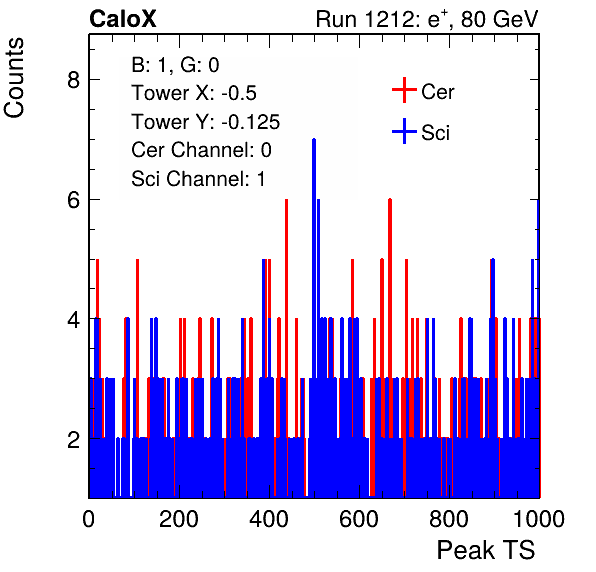 CaloX Run 1212: e⁺, 80 GeV
Counts
B: 1, G: 0
Tower X: -0.5
Tower Y: -0.125
Cer Channel: 0
Sci Channel: 1
Cer
Sci
8
6
4
2
0 200 400 600 800 1000
Peak TS